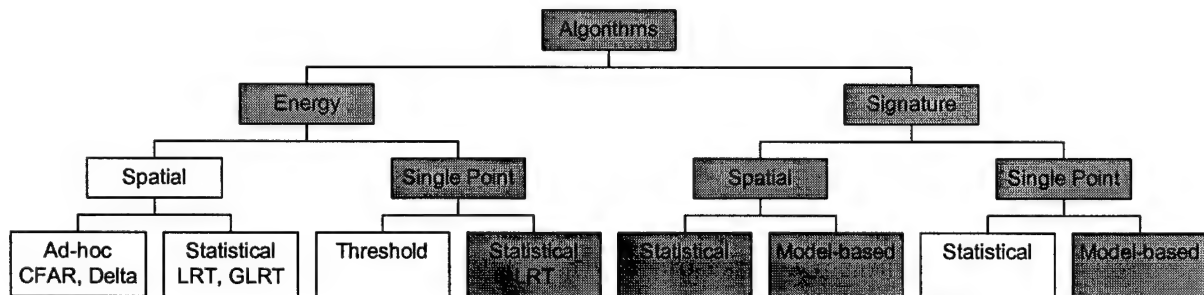 Algorithms
Energy
Signature
Spatial
Single Point
Spatial
Single Point
Ad-hoc
CFAR, Delta
Statistical
LRT, GLRT
Threshold
Statistical
LRT
Statistical
Model-based
Statistical
Model-based